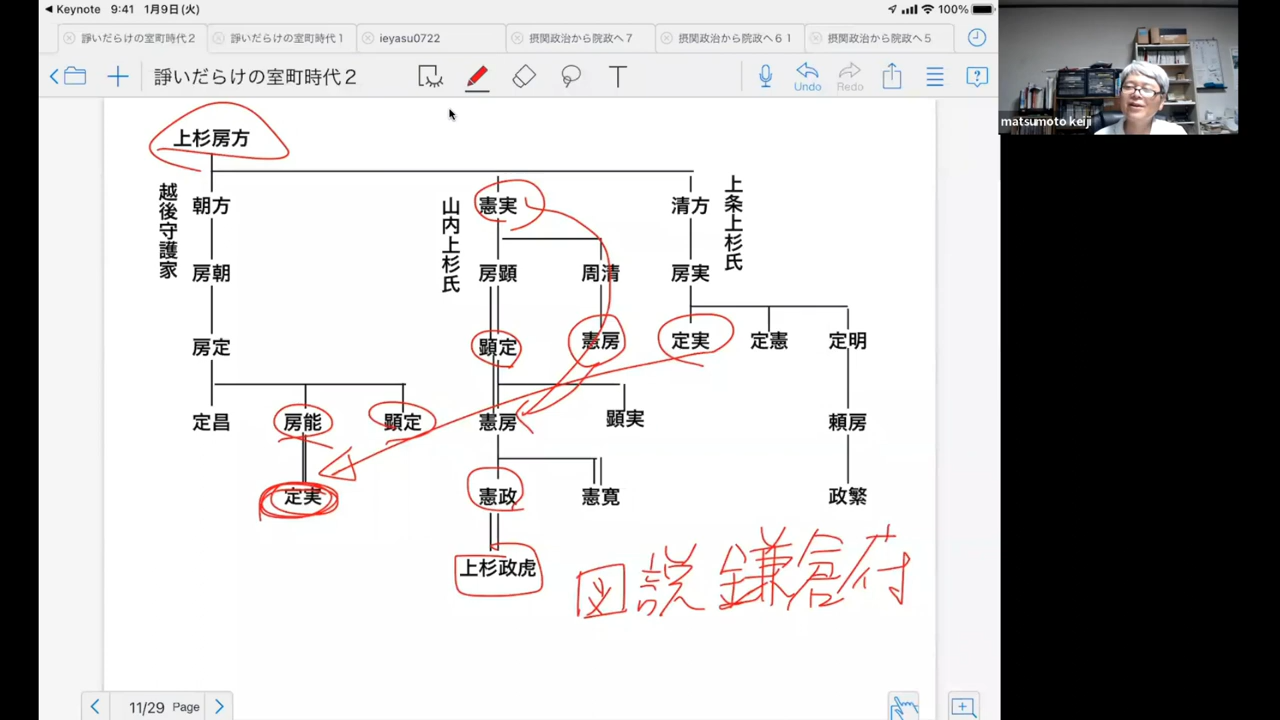 Keynote 9:41 1月9日(火) 100%
諍いだらけの室町時代2 諍いだらけの室町時代1 ieyasu0722 摂関政治から院政へ7 摂関政治から院政へ61 摂関政治から院政へ5
諍いだらけの室町時代2
Undo Redo
matsumoto keiji
上杉房方
越後守護家
朝方
山内上杉氏
憲実
清方
上条上杉氏
房朝
房顕
周清
房実
房定
顕定
憲房
定実
定憲
定明
定昌
房能
顕定
憲房
顕実
頼房
定実
憲政
憲寛
政繁
上杉政虎
図説 鎌倉府
11/29 Page